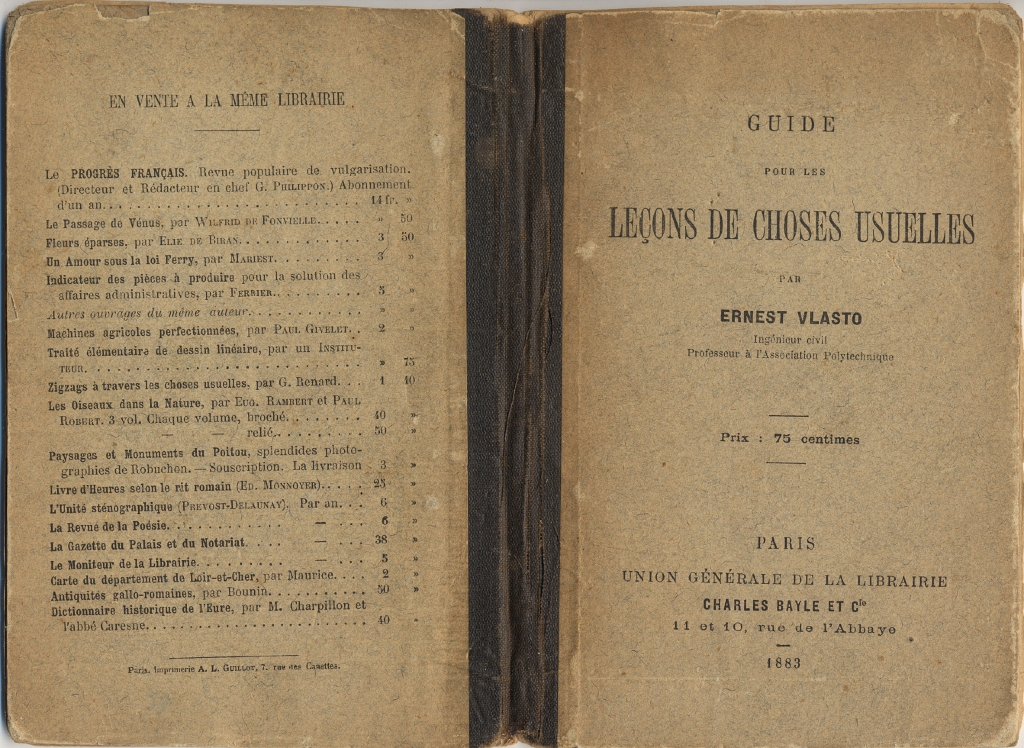 EN VENTE A LA MÊME LIBRAIRIE
Le PROGRÈS FRANÇAIS. Revue populaire de vulgarisation.
(Directeur et Rédacteur en chef G. PHILIPPON.) Abonnement
d'un an. . . . . . . . . . . . . . . . . . . . . 14 fr. »
Le Passage de Vénus, par WILFRID DE FONVIELLE. . . . . » 50
Fleurs éparses, par ELIE DE BIRAN. . . . . . . . . . . . . 3 50
Un Amour sous la loi Ferry, par MARIEST. . . . . . . . . 3 »
Indicateur des pièces à produire pour la solution des
affaires administratives, par FERRIER. . . . . . . . . . 5 »
Autres ouvrages du même auteur. . . . . . . . . . . . » »
Machines agricoles perfectionnées, par PAUL GIVELET. . 2 »
Traité élémentaire de dessin linéaire, par un INSTITU-
TEUR. . . . . . . . . . . . . . . . . . . . . . . . » 75
Zigzags à travers les choses usuelles, par G. Renard. . . 1 40
Les Oiseaux dans la Nature, par EUG. RAMBERT et PAUL
ROBERT. 3 vol. Chaque volume, broché. . . . . . . . 40 »
— — relié. . . . . . . . . 50 »
Paysages et Monuments du Poitou, splendides photo-
graphies de Robuchon. — Souscription. La livraison 3 »
Livre d'Heures selon le rit romain (ED. MONNOYER). . . . . 25 »
L'Unité sténographique (PREVOST-DELAUNAY). Par an. . . 6 »
La Revue de la Poésie. . . . . . . . . . . — . . . 6 »
La Gazette du Palais et du Notariat. . . . . — . . . 38 »
Le Moniteur de la Librairie. . . . . . . . . — . . . 5 »
Carte du département de Loir-et-Cher, par Maurice. . . . 2 »
Antiquités gallo-romaines, par Bounin. . . . . . . . . . 50 »
Dictionnaire historique de l'Eure, par M. Charpillon et
l'abbé Caresne. . . . . . . . . . . . . . . . . . . . 40 »
Paris. Imprimerie A. L. GUILLOT, 7, rue des Canettes.
GUIDE
POUR LES
LEÇONS DE CHOSES USUELLES
PAR
ERNEST VLASTO
Ingénieur civil
Professeur à l'Association Polytechnique
Prix : 75 centimes
PARIS
UNION GÉNÉRALE DE LA LIBRAIRIE
CHARLES BAYLE ET Cie
11 et 10, rue de l'Abbaye
1883